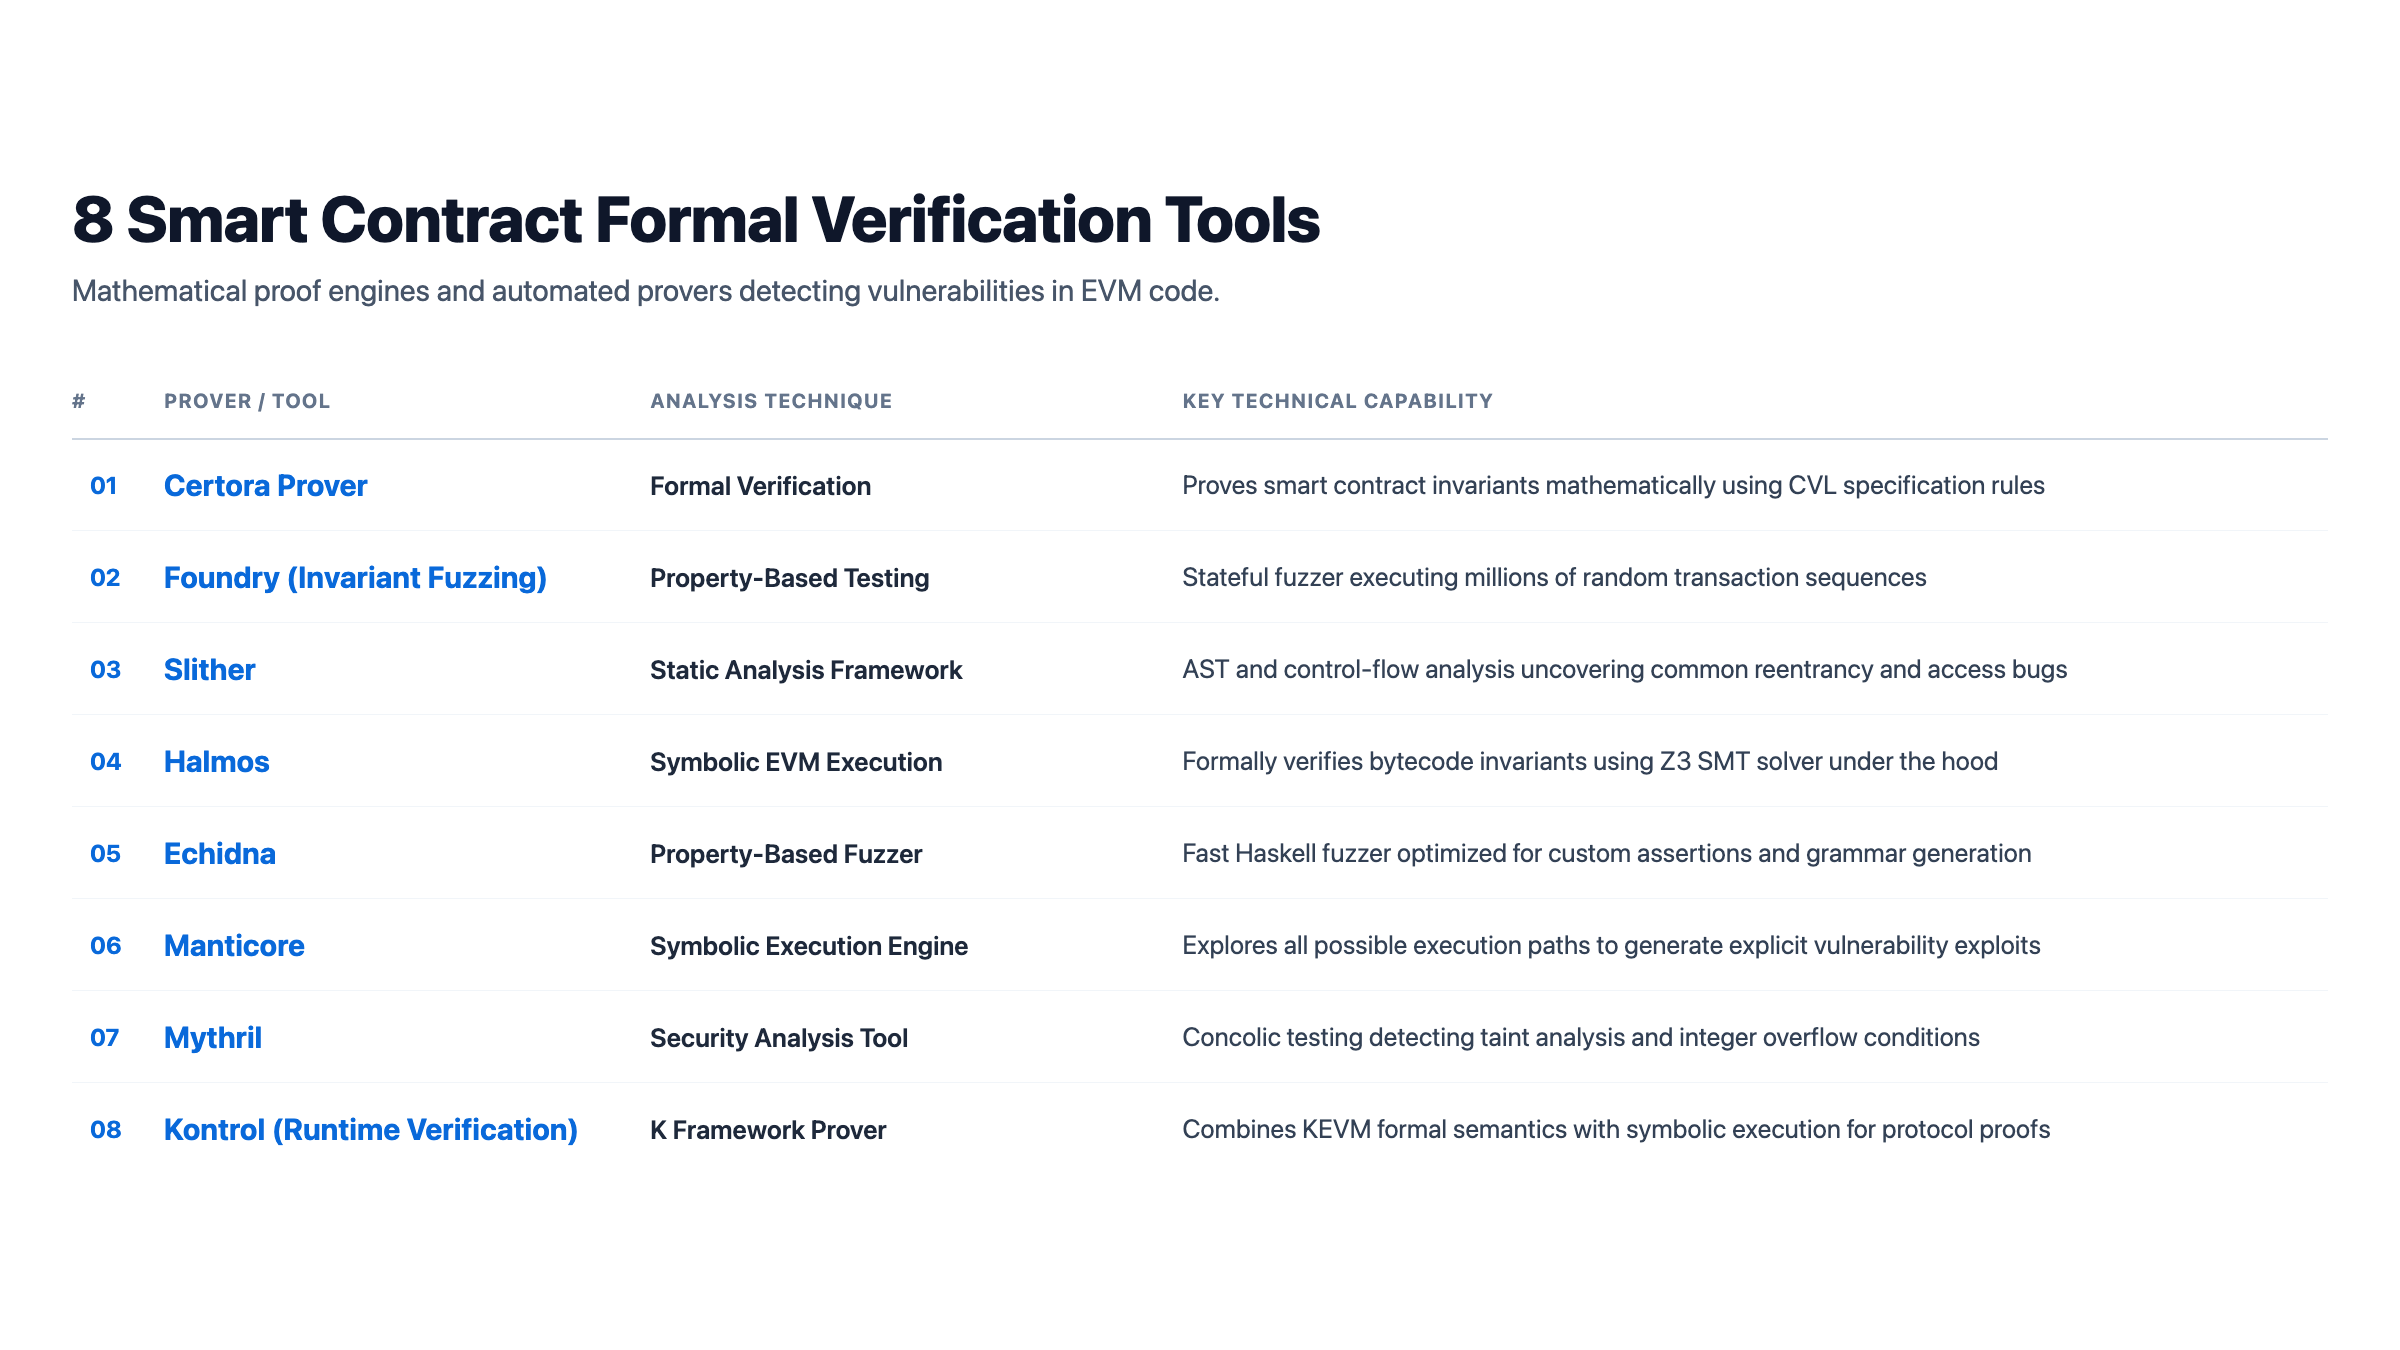 8 Smart Contract Formal Verification Tools
Mathematical proof engines and automated provers detecting vulnerabilities in EVM code.
# PROVER / TOOL ANALYSIS TECHNIQUE KEY TECHNICAL CAPABILITY
01 Certora Prover Formal Verification Proves smart contract invariants mathematically using CVL specification rules
02 Foundry (Invariant Fuzzing) Property-Based Testing Stateful fuzzer executing millions of random transaction sequences
03 Slither Static Analysis Framework AST and control-flow analysis uncovering common reentrancy and access bugs
04 Halmos Symbolic EVM Execution Formally verifies bytecode invariants using Z3 SMT solver under the hood
05 Echidna Property-Based Fuzzer Fast Haskell fuzzer optimized for custom assertions and grammar generation
06 Manticore Symbolic Execution Engine Explores all possible execution paths to generate explicit vulnerability exploits
07 Mythril Security Analysis Tool Concolic testing detecting taint analysis and integer overflow conditions
08 Kontrol (Runtime Verification) K Framework Prover Combines KEVM formal semantics with symbolic execution for protocol proofs